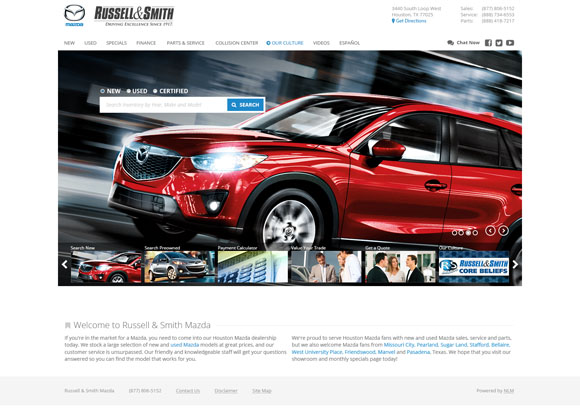 mazda
RUSSELL & SMITH
DRIVING EXCELLENCE SINCE 1957
3440 South Loop West
Houston, TX 77025
Get Directions
Sales: (877) 808-5152
Service: (888) 754-6553
Parts: (888) 418-7217
NEW USED SPECIALS FINANCE PARTS & SERVICE COLLISION CENTER OUR CULTURE VIDEOS ESPAÑOL
Chat Now
NEW USED CERTIFIED
Search Inventory by Year, Make and Model
SEARCH
Search New
Search Preowned
Payment Calculator
Value Your Trade
Get a Quote
Our Culture
RUSSELL & SMITH
CORE BELIEFS
Welcome to Russell & Smith Mazda
If you're in the market for a Mazda, you need to come into our Houston Mazda dealership
today. We stock a large selection of new and used Mazda models at great prices, and our
customer service is unsurpassed. Our friendly and knowledgeable staff will get your questions
answered so you can find the model that works for you.
We're proud to serve Houston Mazda fans with new and used Mazda sales, service and parts,
but we also welcome Mazda fans from Missouri City, Pearland, Sugar Land, Stafford, Bellaire,
West University Place, Friendswood, Manvel and Pasadena, Texas. We hope that you visit our
showroom and monthly specials page today!
Russell & Smith Mazda (877) 808-5152 Contact Us Disclaimer Site Map
Powered by NLM